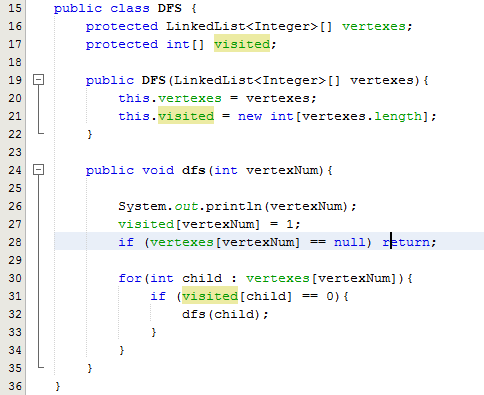 15 public class DFS {
16     protected LinkedList<Integer>[] vertexes;
17     protected int[] visited;
18
19     public DFS(LinkedList<Integer>[] vertexes){
20         this.vertexes = vertexes;
21         this.visited = new int[vertexes.length];
22     }
23
24     public void dfs(int vertexNum){
25
26         System.out.println(vertexNum);
27         visited[vertexNum] = 1;
28         if (vertexes[vertexNum] == null) return;
29
30         for(int child : vertexes[vertexNum]){
31             if (visited[child] == 0){
32                 dfs(child);
33             }
34         }
35     }
36 }